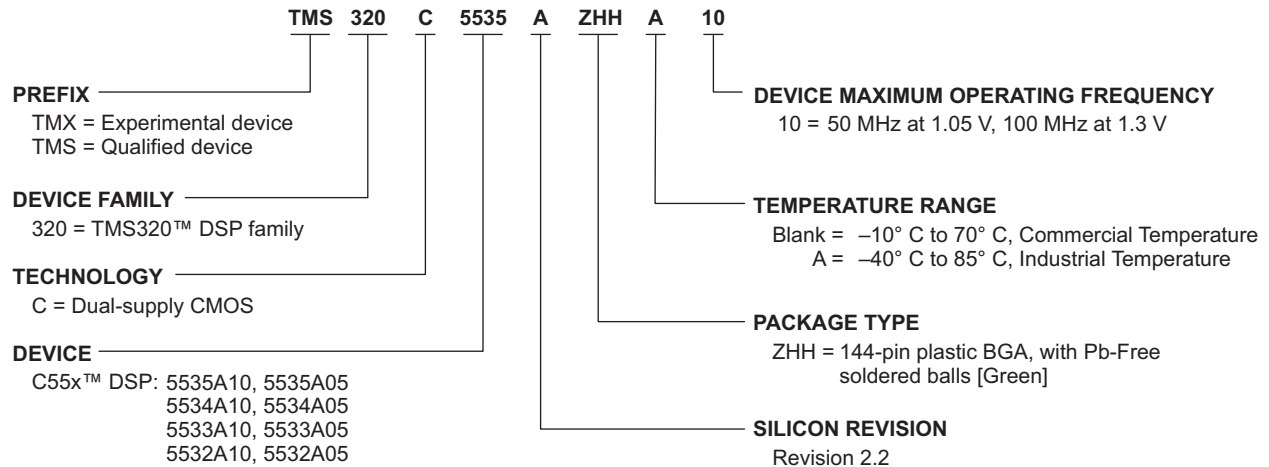 TMS 320 C 5535 A ZHH A 10
PREFIX
TMX = Experimental device
TMS = Qualified device
DEVICE FAMILY
320 = TMS320™ DSP family
TECHNOLOGY
C = Dual-supply CMOS
DEVICE
C55x™ DSP: 5535A10, 5535A05
5534A10, 5534A05
5533A10, 5533A05
5532A10, 5532A05
DEVICE MAXIMUM OPERATING FREQUENCY
10 = 50 MHz at 1.05 V, 100 MHz at 1.3 V
TEMPERATURE RANGE
Blank = –10° C to 70° C, Commercial Temperature
A = –40° C to 85° C, Industrial Temperature
PACKAGE TYPE
ZHH = 144-pin plastic BGA, with Pb-Free
soldered balls [Green]
SILICON REVISION
Revision 2.2